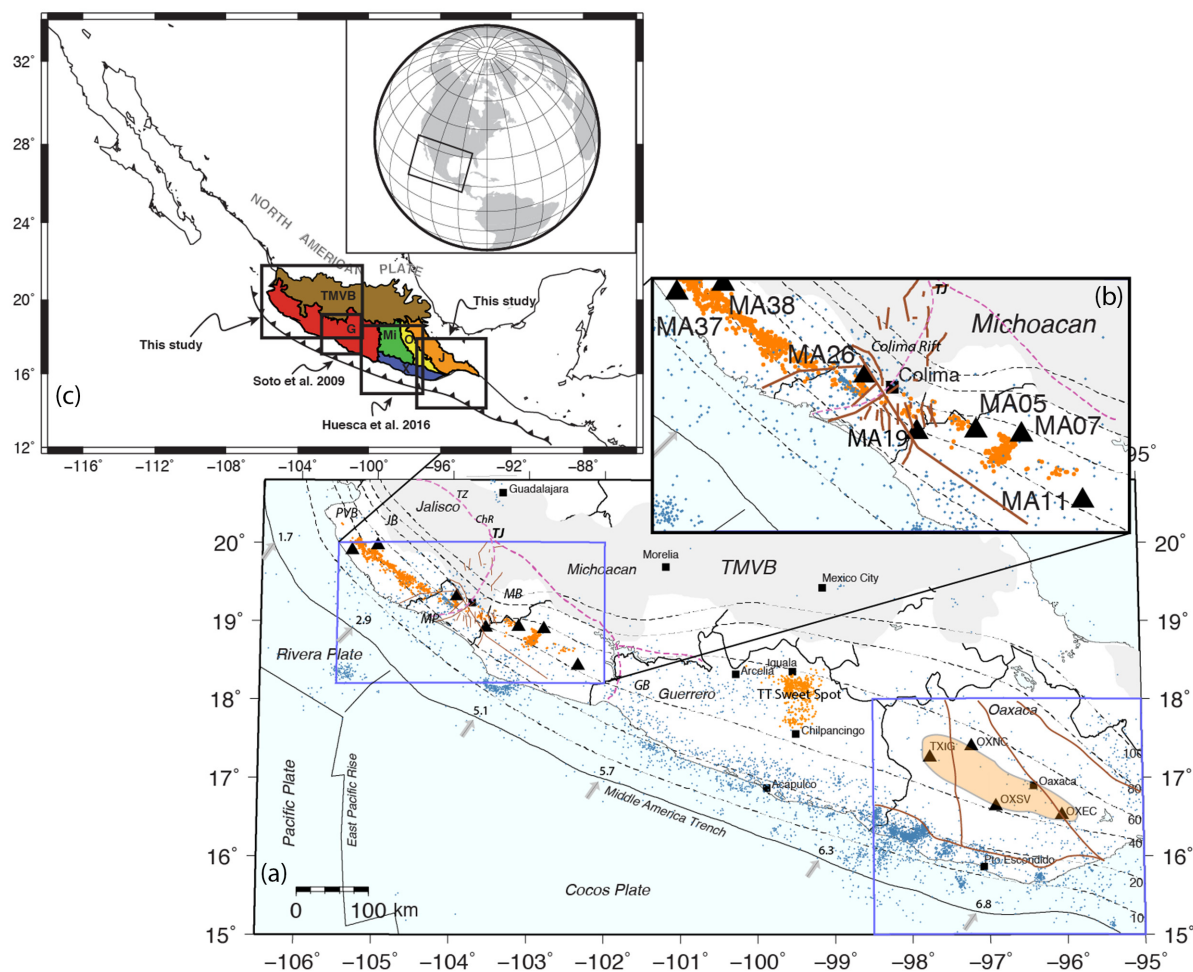 32°
28°
24°
20°
16°
12°
−116°
−112°
−108°
−104°
−100°
−96°
−92°
−88°
(c)
NORTH AMERICAN PLATE
TMVB
G
Mi
O
X
J
This study
This study
Soto et al. 2009
Huesca et al. 2016
(b)
TJ
MA38
MA37
Michoacan
Colima Rift
MA26
Colima
MA05
MA07
MA19
MA11
95°
Guadalajara
TZ
Jalisco
PVB
JB
ChR
TJ
1.7
20°
20°
Morelia
Michoacan
TMVB
Mexico City
MB
19°
19°
MP
2.9
Rivera Plate
Arcelia
Iguala
18°
18°
GB
Guerrero
TT Sweet Spot
Oaxaca
5.1
Chilpancingo
OXNC
TXIG
100
17°
17°
5.7
Acapulco
Oaxaca
80
OXSV
OXEC
60
Pacific Plate
East Pacific Rise
Middle America Trench
6.3
40
16°
16°
Pto Escondido
(a)
Cocos Plate
20
6.8
10
0
100 km
15°
15°
−106°
−105°
−104°
−103°
−102°
−101°
−100°
−99°
−98°
−97°
−96°
−95°